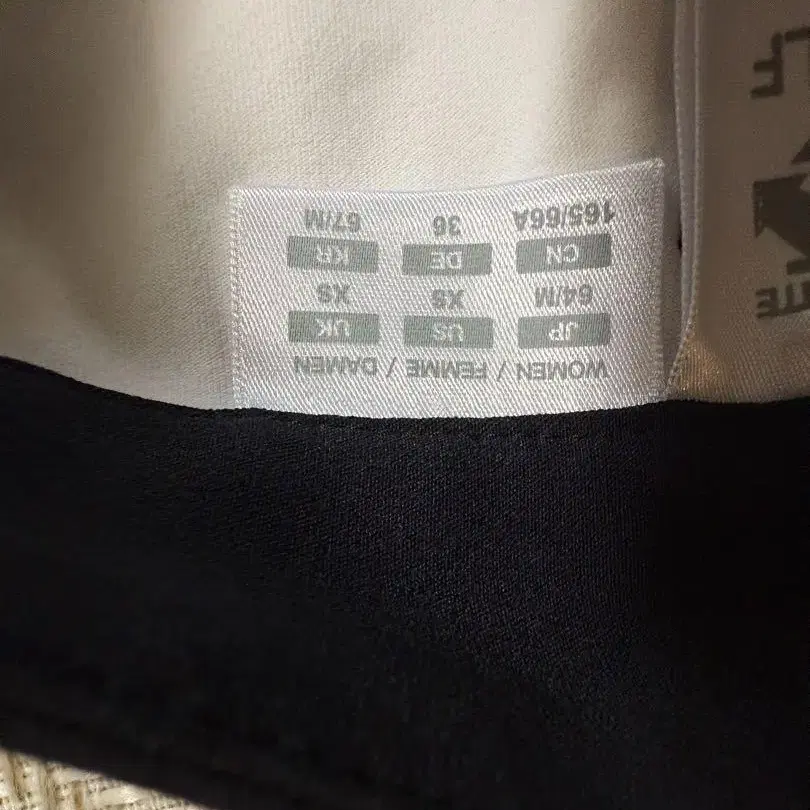 WOMEN / FEMME / DAMEN
JP US UK
64/M XS XS
CN DE KR
165/66A 36 67/M